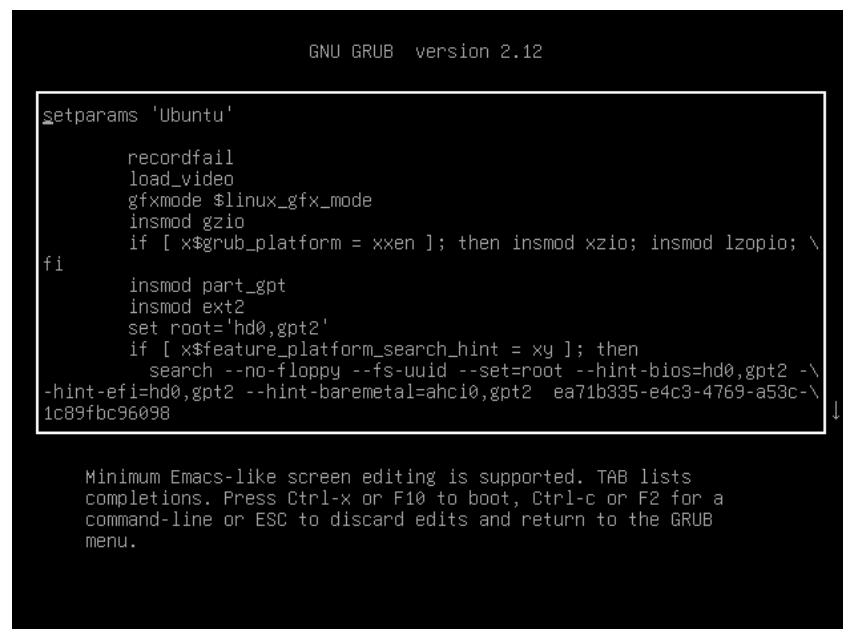 GNU GRUB  version 2.12
setparams 'Ubuntu'
recordfail
load_video
gfxmode $linux_gfx_mode
insmod gzio
if [ x$grub_platform = xxen ]; then insmod xzio; insmod lzopio; \
fi
insmod part_gpt
insmod ext2
set root='hd0,gpt2'
if [ x$feature_platform_search_hint = xy ]; then
search --no-floppy --fs-uuid --set=root --hint-bios=hd0,gpt2 -\
-hint-efi=hd0,gpt2 --hint-baremetal=ahci0,gpt2  ea71b335-e4c3-4769-a53c-\
1c89fbc96098
↓
Minimum Emacs-like screen editing is supported. TAB lists
completions. Press Ctrl-x or F10 to boot, Ctrl-c or F2 for a
command-line or ESC to discard edits and return to the GRUB
menu.